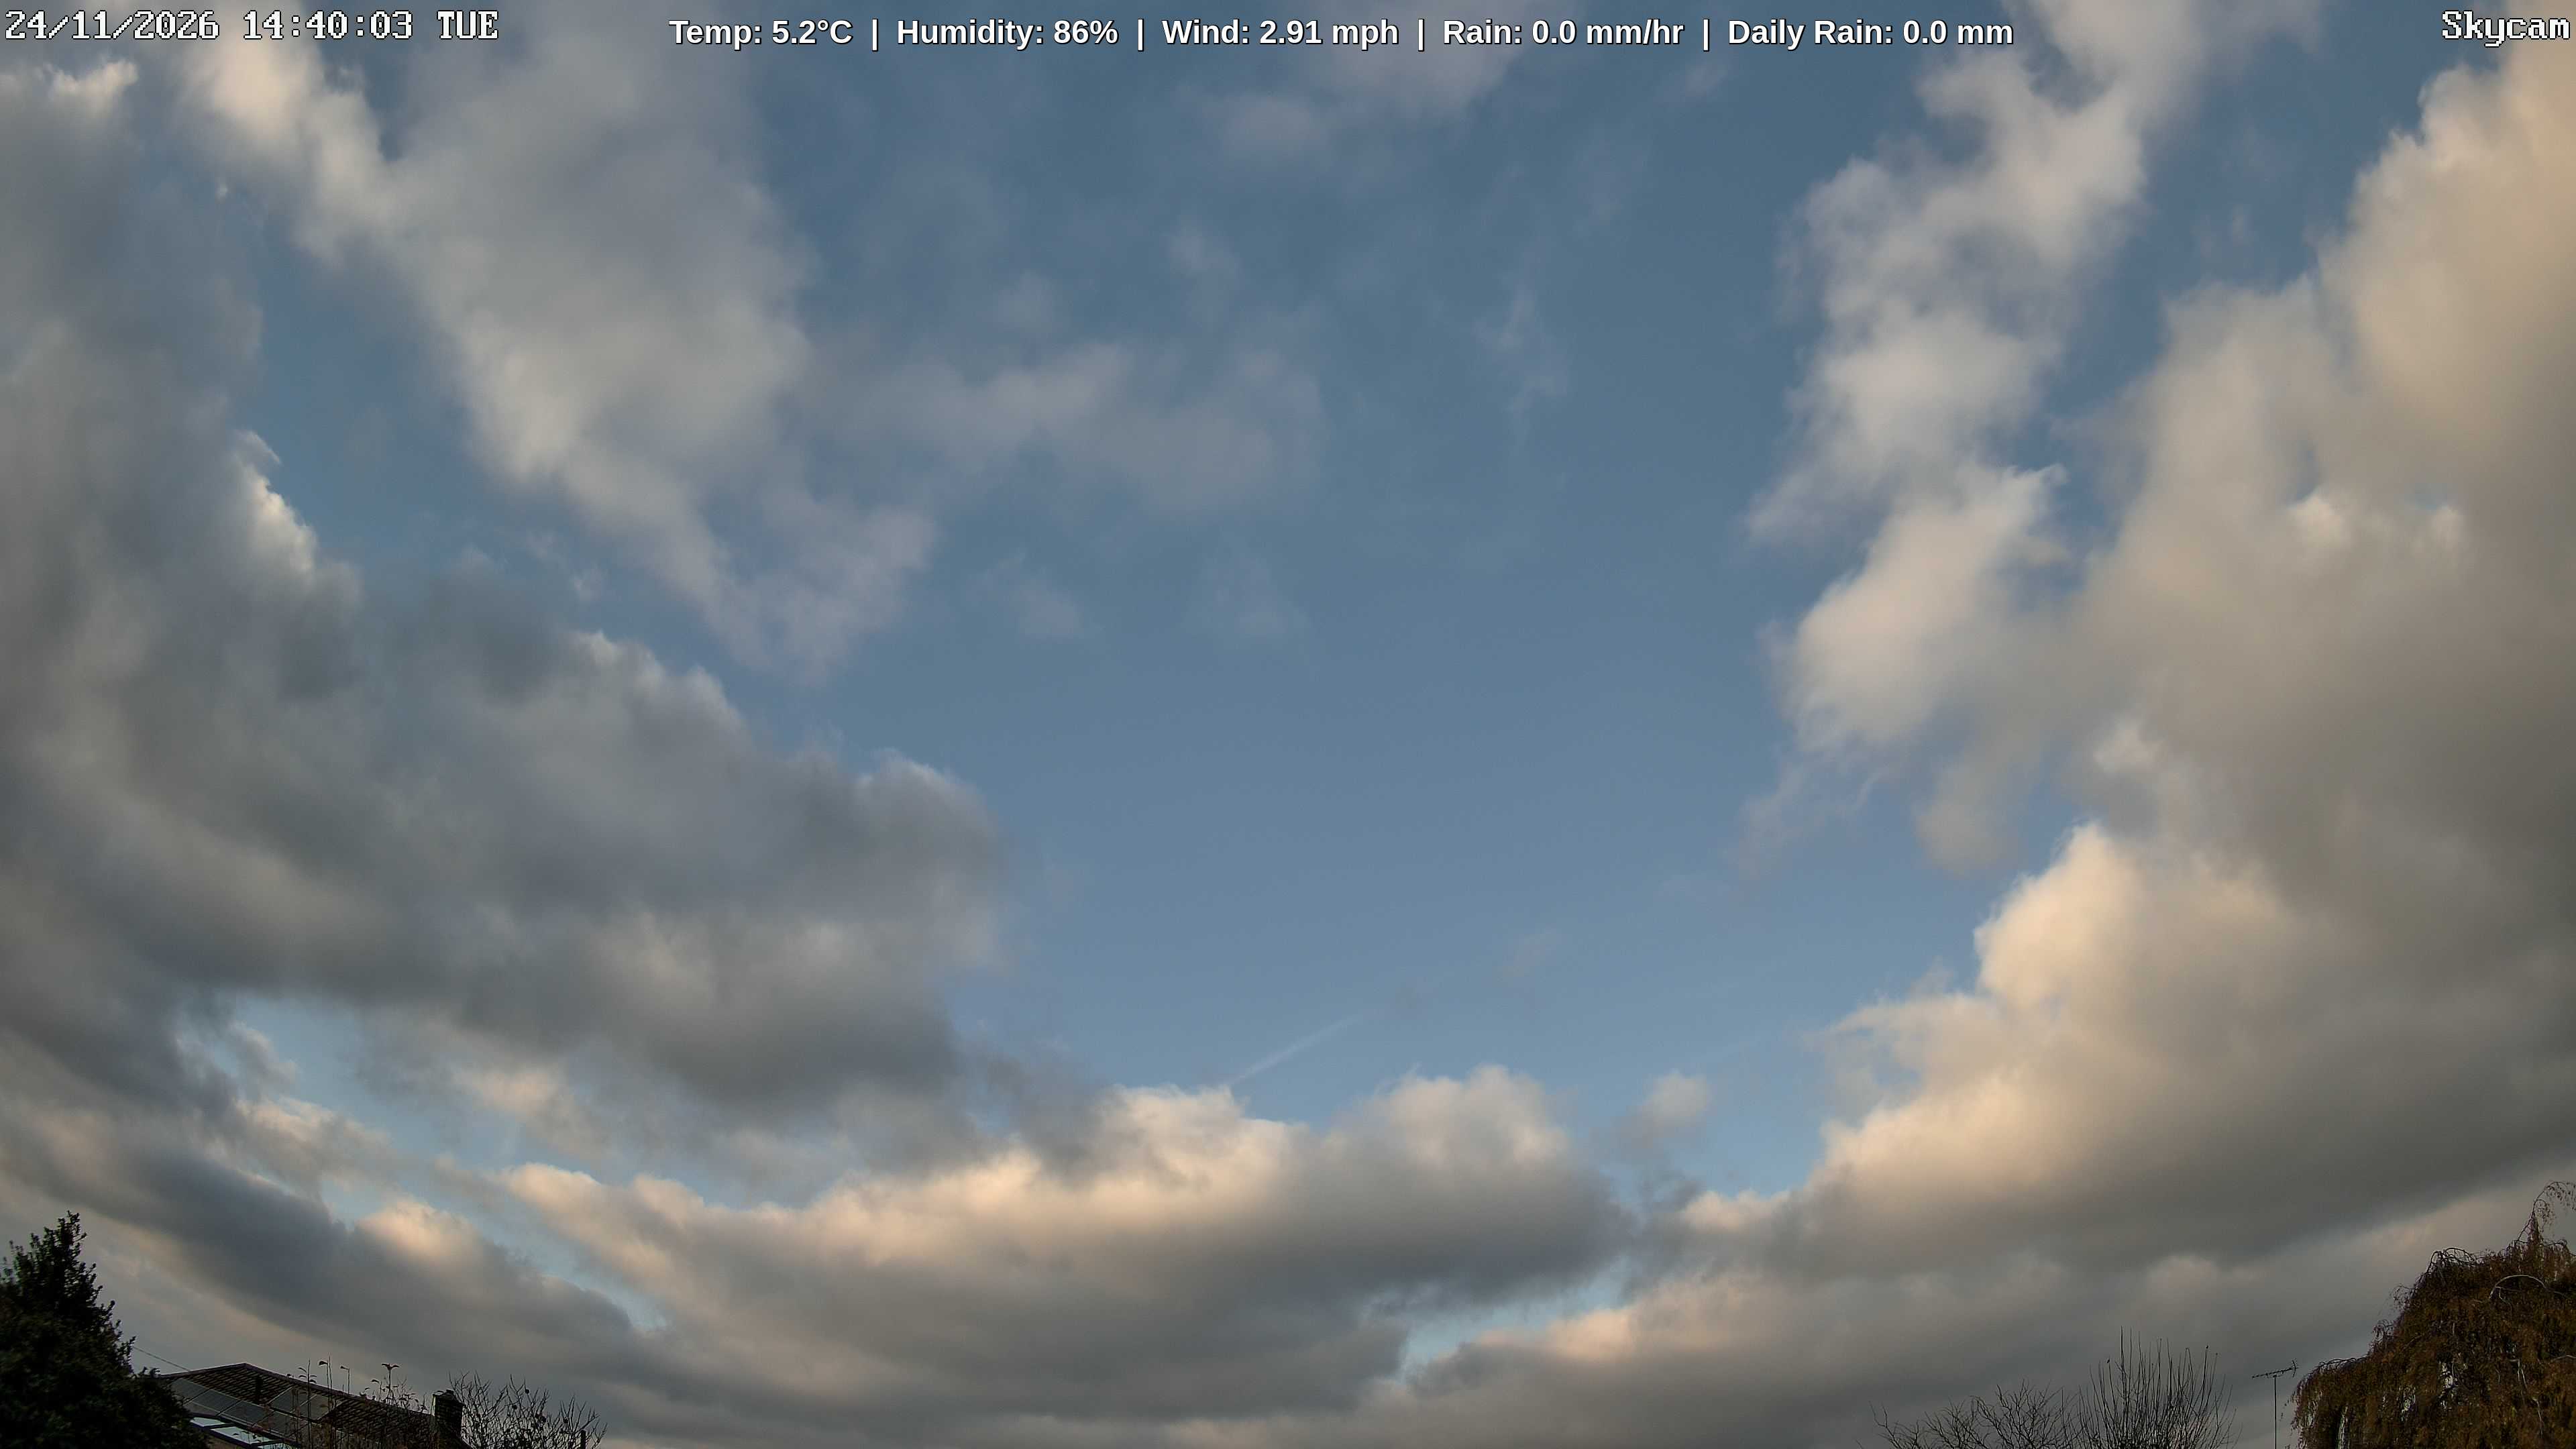 24/11/2026 14:40:03 TUE
Temp: 5.2°C | Humidity: 86% | Wind: 2.91 mph | Rain: 0.0 mm/hr | Daily Rain: 0.0 mm
Skycam